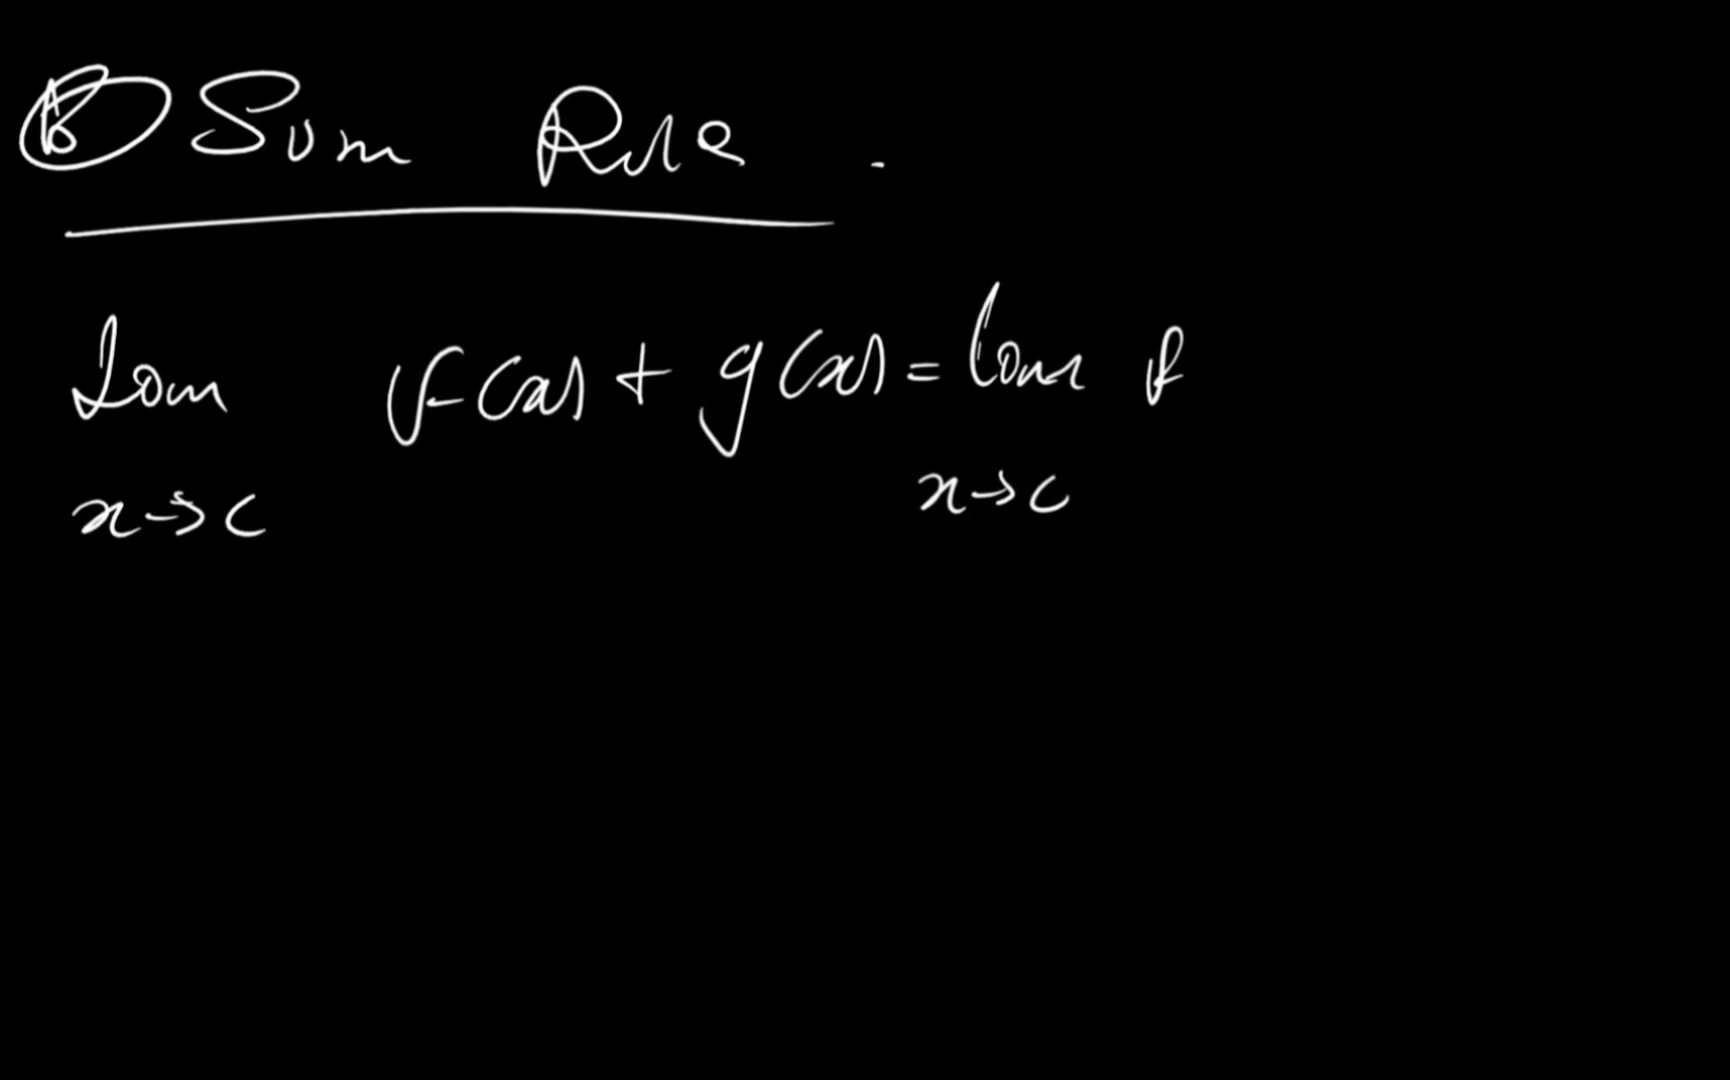 Ⓑ Sum Rule .
lim f(x) + g(x) = lim f
x→c x→c